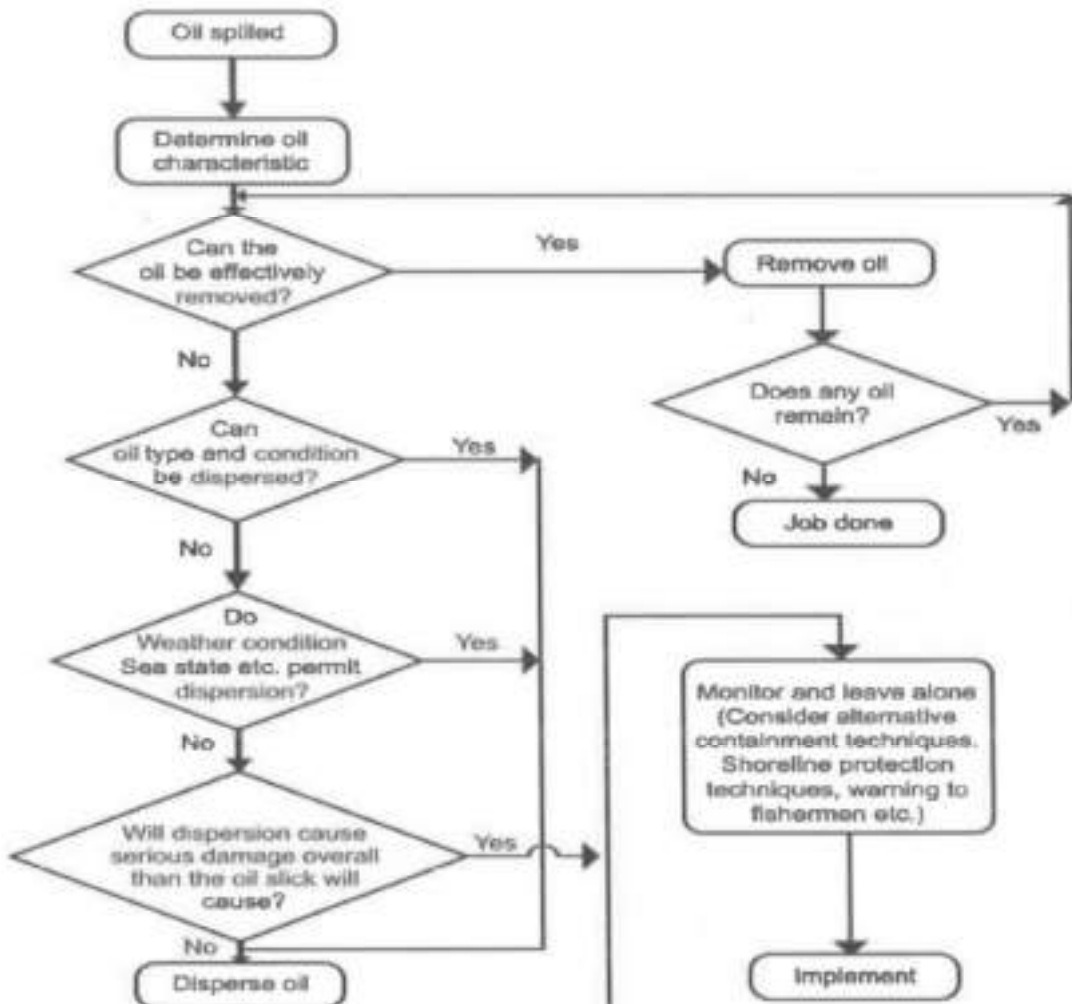 Oil spilled
Determine oil
characteristic
Can the
oil be effectively
removed?
Yes
Remove oil
No
Does any oil
remain?
Yes
No
Job done
Can
oil type and condition
be dispersed?
Yes
No
Do
Weather condition
Sea state etc. permit
dispersion?
Yes
No
Monitor and leave alone
(Consider alternative
containment techniques.
Shoreline protection
techniques, warning to
fishermen etc.)
Will dispersion cause
serious damage overall
than the oil slick will
cause?
Yes
No
Disperse oil
Implement